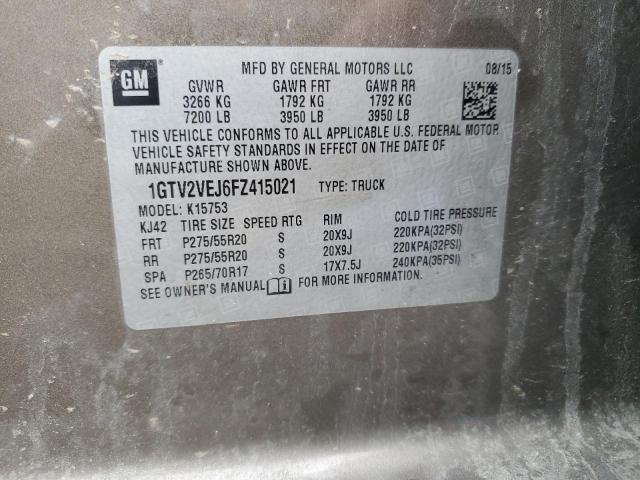 GM
MFD BY GENERAL MOTORS LLC 08/15
GVWR GAWR FRT GAWR RR
3266 KG 1792 KG 1792 KG
7200 LB 3950 LB 3950 LB
THIS VEHICLE CONFORMS TO ALL APPLICABLE U.S. FEDERAL MOTOR
VEHICLE SAFETY STANDARDS IN EFFECT ON THE DATE OF
MANUFACTURE SHOWN ABOVE.
1GTV2VEJ6FZ415021 TYPE: TRUCK
MODEL: K15753
KJ42 TIRE SIZE SPEED RTG RIM COLD TIRE PRESSURE
FRT P275/55R20 S 20X9J 220KPA(32PSI)
RR P275/55R20 S 20X9J 220KPA(32PSI)
SPA P265/70R17 S 17X7.5J 240KPA(35PSI)
SEE OWNER'S MANUAL i FOR MORE INFORMATION.